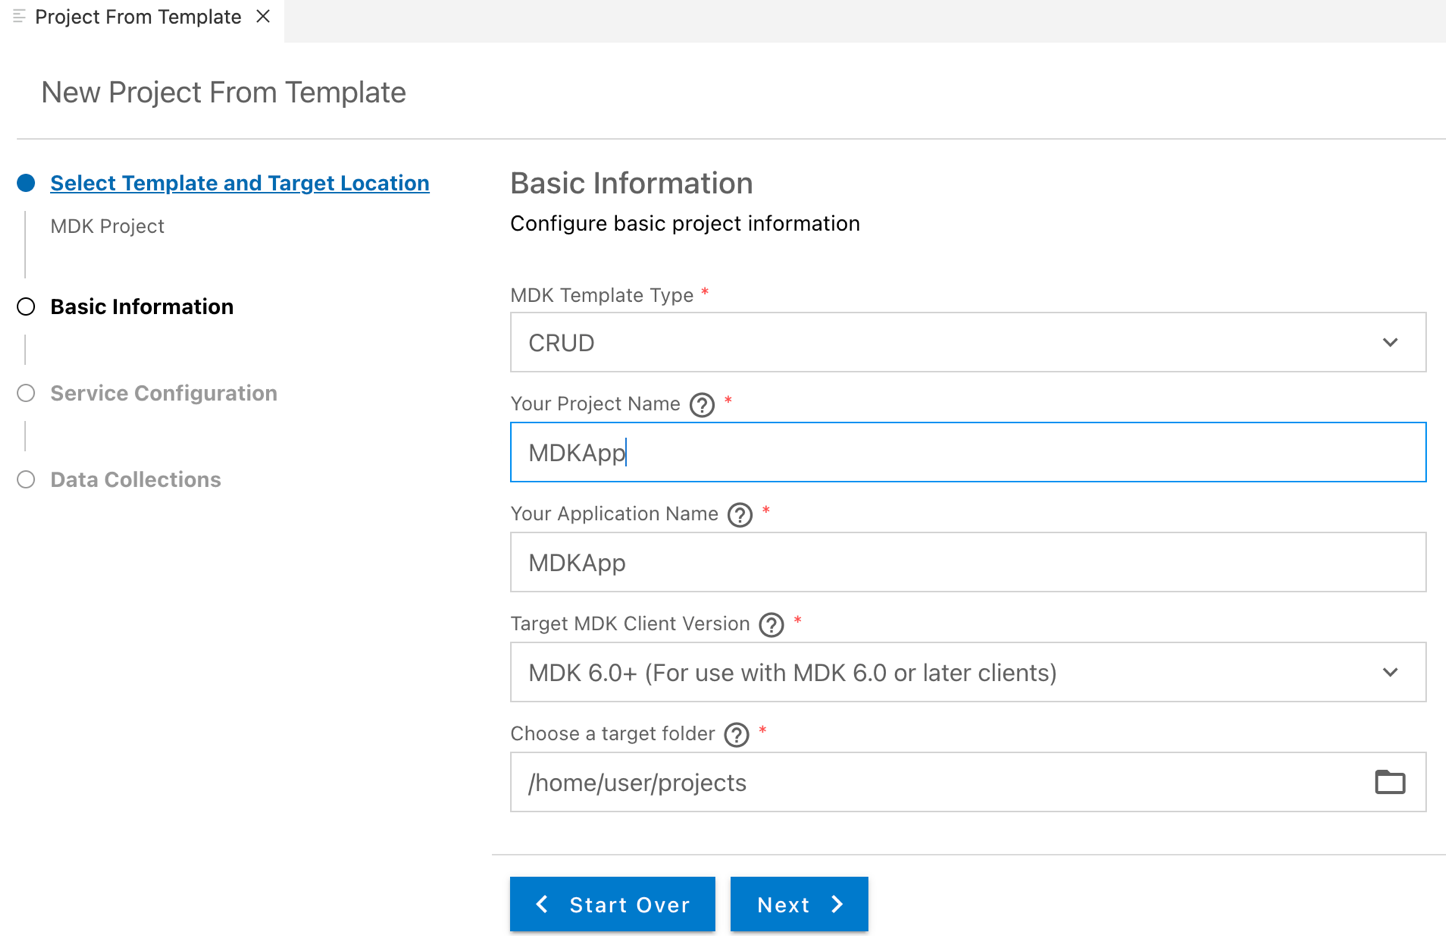 Project From Template
New Project From Template
Select Template and Target Location
MDK Project
Basic Information
Service Configuration
Data Collections
Basic Information
Configure basic project information
MDK Template Type *
CRUD
Your Project Name ? *
MDKApp
Your Application Name ? *
MDKApp
Target MDK Client Version ? *
MDK 6.0+ (For use with MDK 6.0 or later clients)
Choose a target folder ? *
/home/user/projects
Start Over
Next